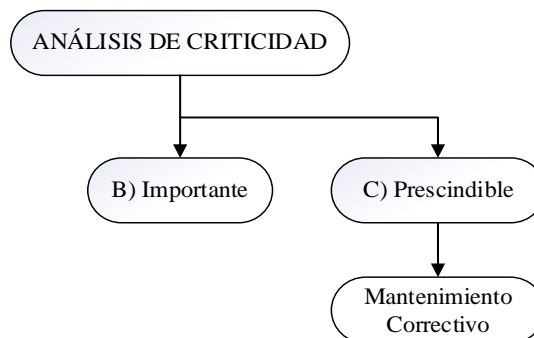 ANÁLISIS DE CRITICIDAD
B) Importante
C) Prescindible
Mantenimiento
Correctivo